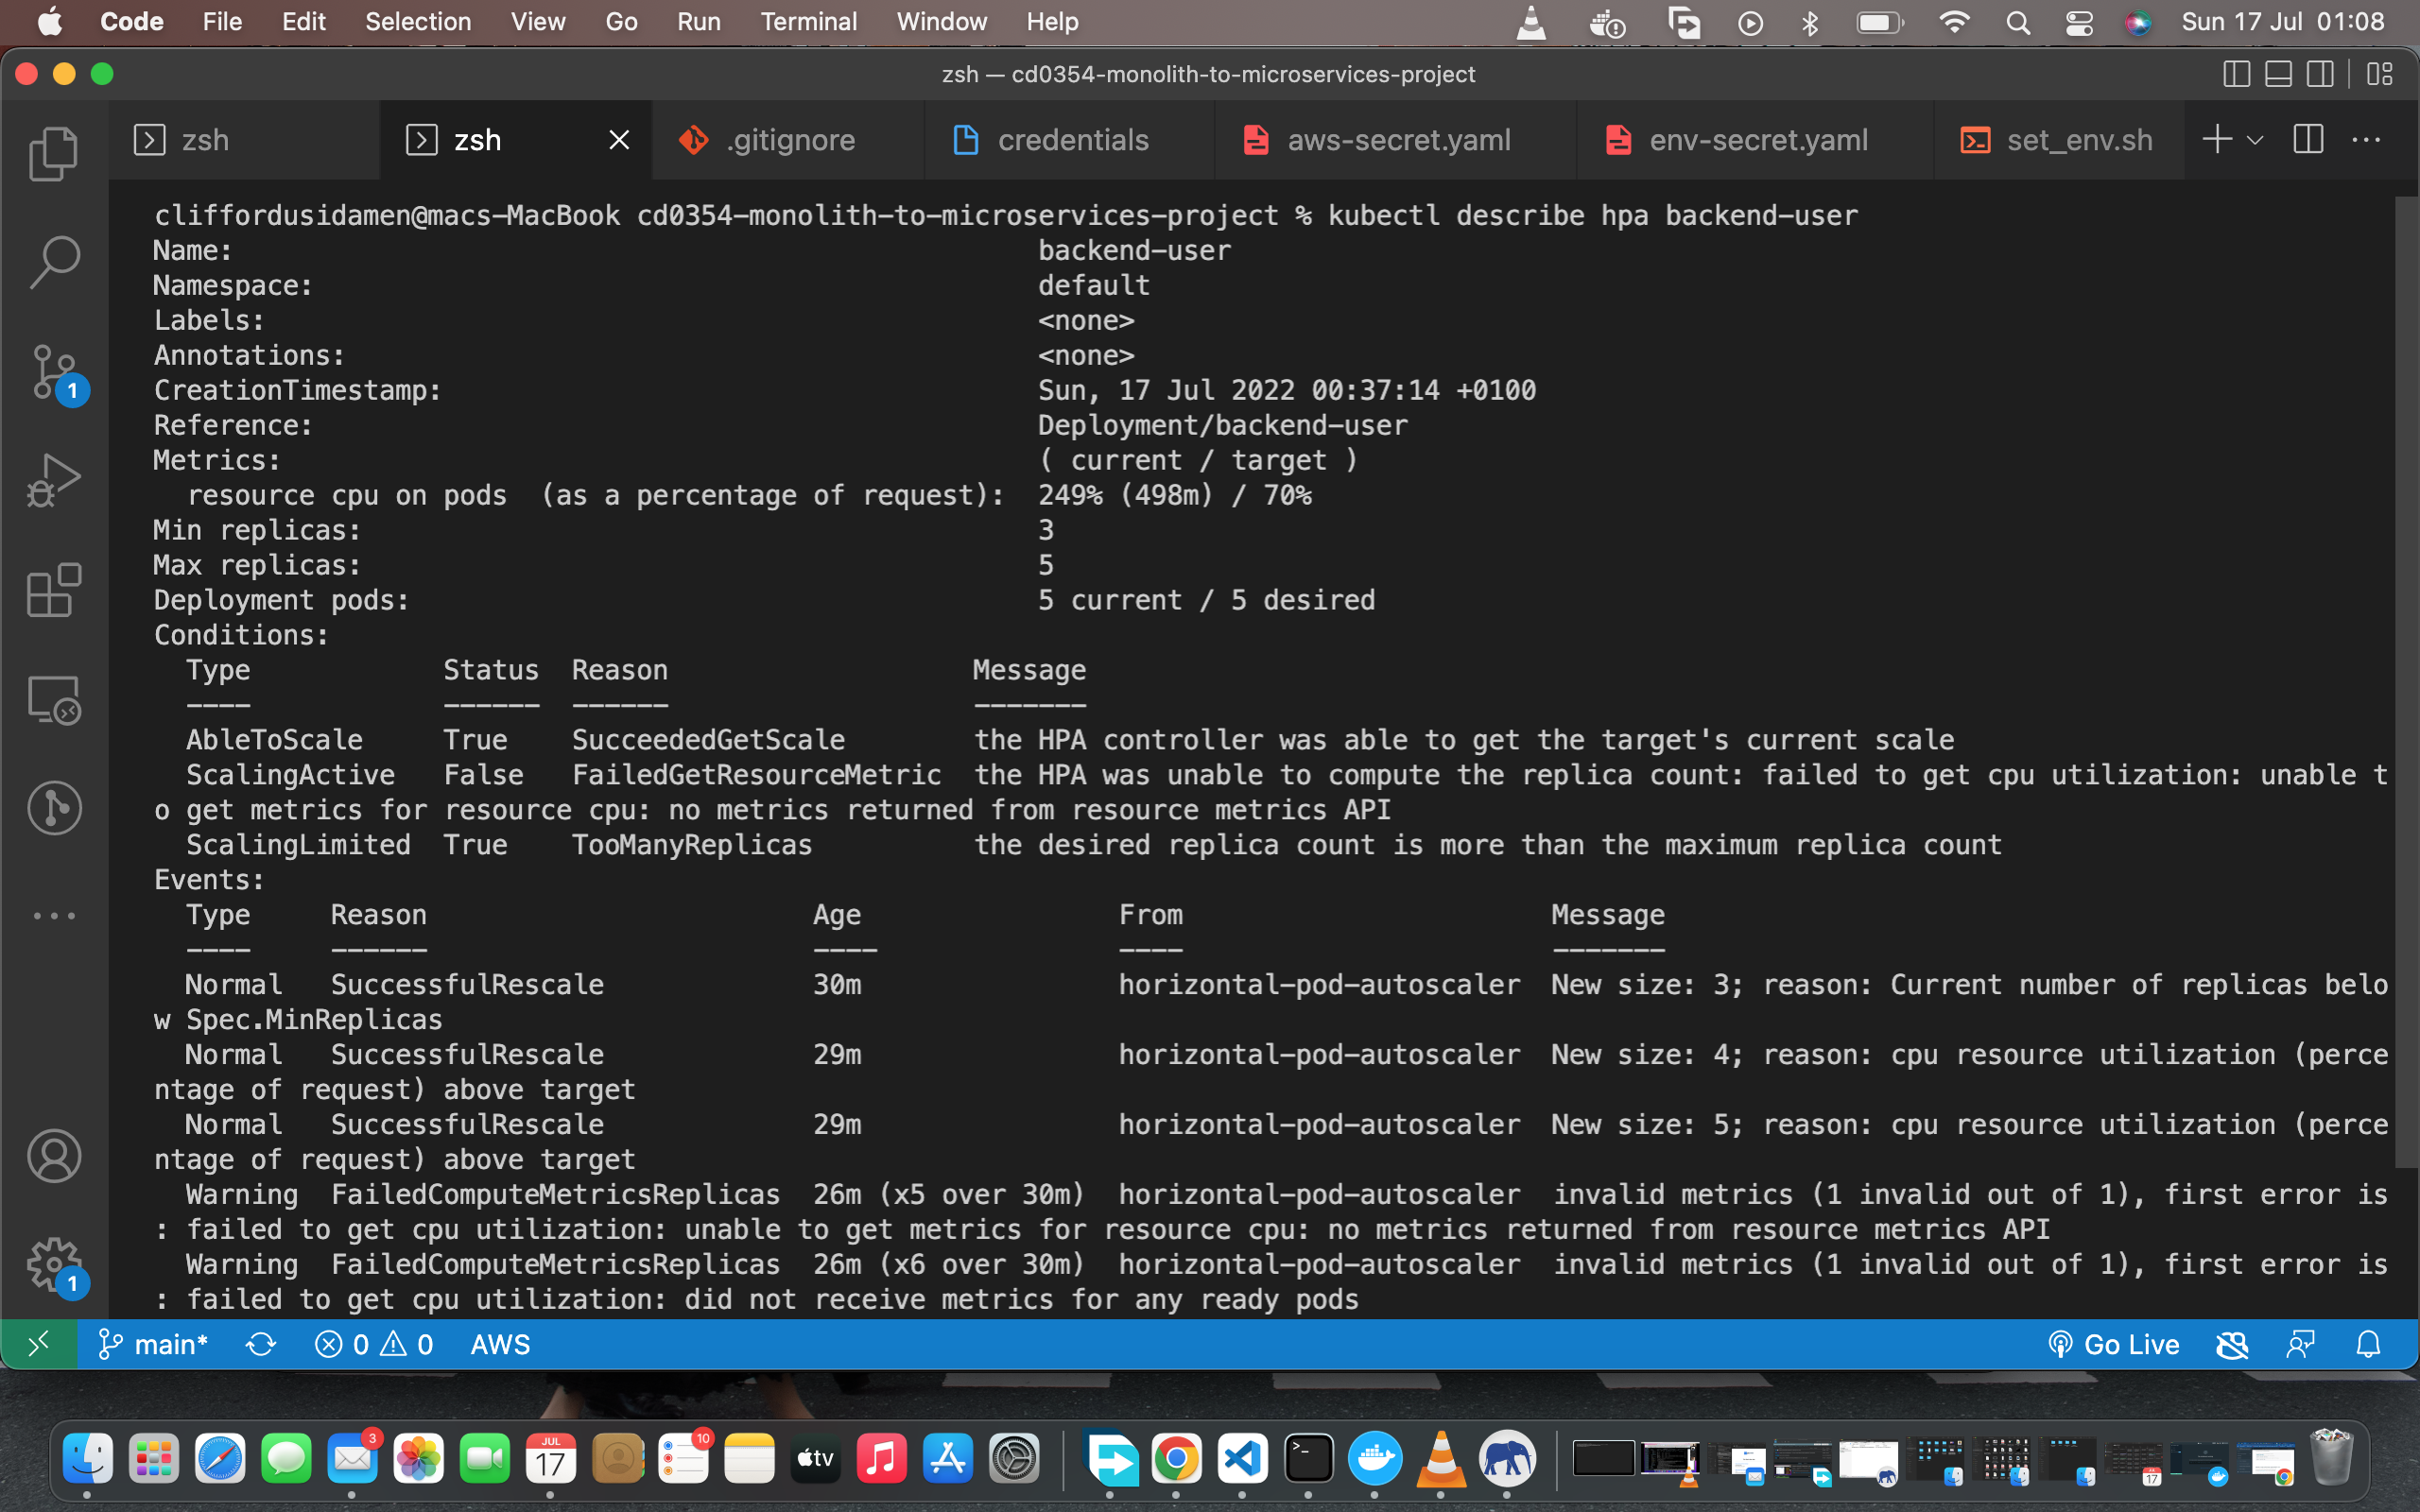 Code File Edit Selection View Go Run Terminal Window Help Sun 17 Jul 01:08
zsh — cd0354-monolith-to-microservices-project
zsh zsh .gitignore credentials aws-secret.yaml env-secret.yaml set_env.sh
cliffordusidamen@macs-MacBook cd0354-monolith-to-microservices-project % kubectl describe hpa backend-user
Name: backend-user
Namespace: default
Labels: <none>
Annotations: <none>
CreationTimestamp: Sun, 17 Jul 2022 00:37:14 +0100
Reference: Deployment/backend-user
Metrics: ( current / target )
resource cpu on pods (as a percentage of request): 249% (498m) / 70%
Min replicas: 3
Max replicas: 5
Deployment pods: 5 current / 5 desired
Conditions:
Type Status Reason Message
---- ------ ------ -------
AbleToScale True SucceededGetScale the HPA controller was able to get the target's current scale
ScalingActive False FailedGetResourceMetric the HPA was unable to compute the replica count: failed to get cpu utilization: unable t
o get metrics for resource cpu: no metrics returned from resource metrics API
ScalingLimited True TooManyReplicas the desired replica count is more than the maximum replica count
Events:
Type Reason Age From Message
---- ------ ---- ---- -------
Normal SuccessfulRescale 30m horizontal-pod-autoscaler New size: 3; reason: Current number of replicas belo
w Spec.MinReplicas
Normal SuccessfulRescale 29m horizontal-pod-autoscaler New size: 4; reason: cpu resource utilization (perce
ntage of request) above target
Normal SuccessfulRescale 29m horizontal-pod-autoscaler New size: 5; reason: cpu resource utilization (perce
ntage of request) above target
Warning FailedComputeMetricsReplicas 26m (x5 over 30m) horizontal-pod-autoscaler invalid metrics (1 invalid out of 1), first error is
: failed to get cpu utilization: unable to get metrics for resource cpu: no metrics returned from resource metrics API
Warning FailedComputeMetricsReplicas 26m (x6 over 30m) horizontal-pod-autoscaler invalid metrics (1 invalid out of 1), first error is
: failed to get cpu utilization: did not receive metrics for any ready pods
1
1
main* 0 0 AWS Go Live
3 JUL 17 10 tv
17